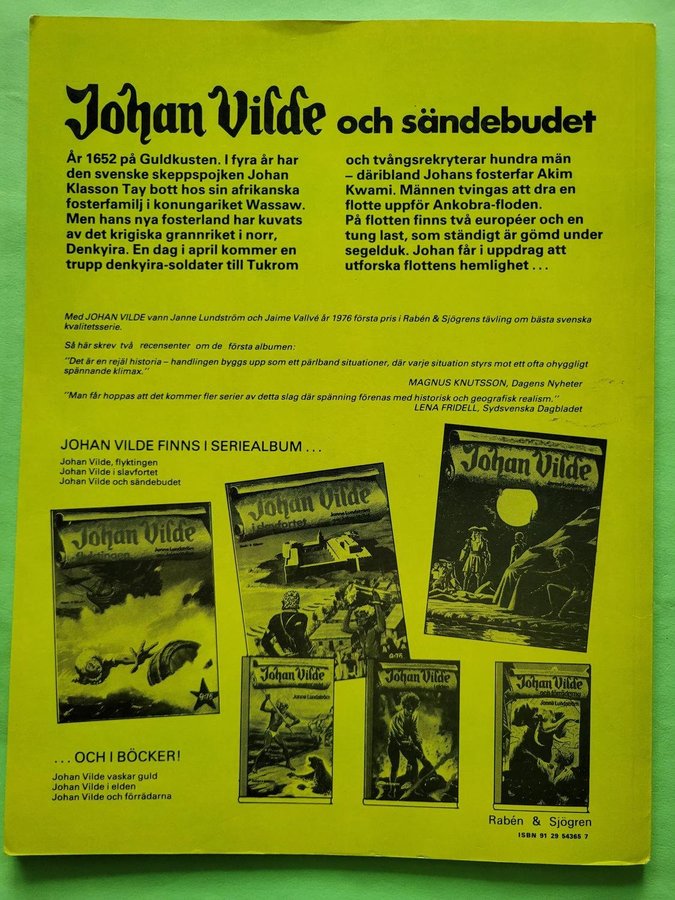 Johan Vilde och sändebudet
År 1652 på Guldkusten. I fyra år har
den svenske skeppspojken Johan
Klasson Tay bott hos sin afrikanska
fosterfamilj i konungariket Wassaw.
Men hans nya fosterland har kuvats
av det krigiska grannriket i norr,
Denkyira. En dag i april kommer en
trupp denkyira-soldater till Tukrom
och tvångsrekryterar hundra män
– däribland Johans fosterfar Akim
Kwami. Männen tvingas att dra en
flotte uppför Ankobra-floden.
På flotten finns två européer och en
tung last, som ständigt är gömd under
segelduk. Johan får i uppdrag att
utforska flottens hemlighet ...
Med JOHAN VILDE vann Janne Lundström och Jaime Vallvé år 1976 första pris i Rabén & Sjögrens tävling om bästa svenska
kvalitetsserie.
Så här skrev två recensenter om de första albumen:
"Det är en rejäl historia – handlingen byggs upp som ett pärlband situationer, där varje situation styrs mot ett ofta ohyggligt
spännande klimax."
MAGNUS KNUTSSON, Dagens Nyheter
"Man får hoppas att det kommer fler serier av detta slag där spänning förenas med historisk och geografisk realism."
LENA FRIDELL, Sydsvenska Dagbladet
JOHAN VILDE FINNS I SERIEALBUM ...
Johan Vilde, flyktingen
Johan Vilde i slavfortet
Johan Vilde och sändebudet
Johan Vilde
Johan Vilde
i slavfortet
Johan Vilde
Johan Vilde
Janne Lundström
Johan Vilde
Johan Vilde
och förrädarna
Janne Lundström
... OCH I BÖCKER!
Johan Vilde vaskar guld
Johan Vilde i elden
Johan Vilde och förrädarna
Rabén & Sjögren
ISBN 91 29 54365 7